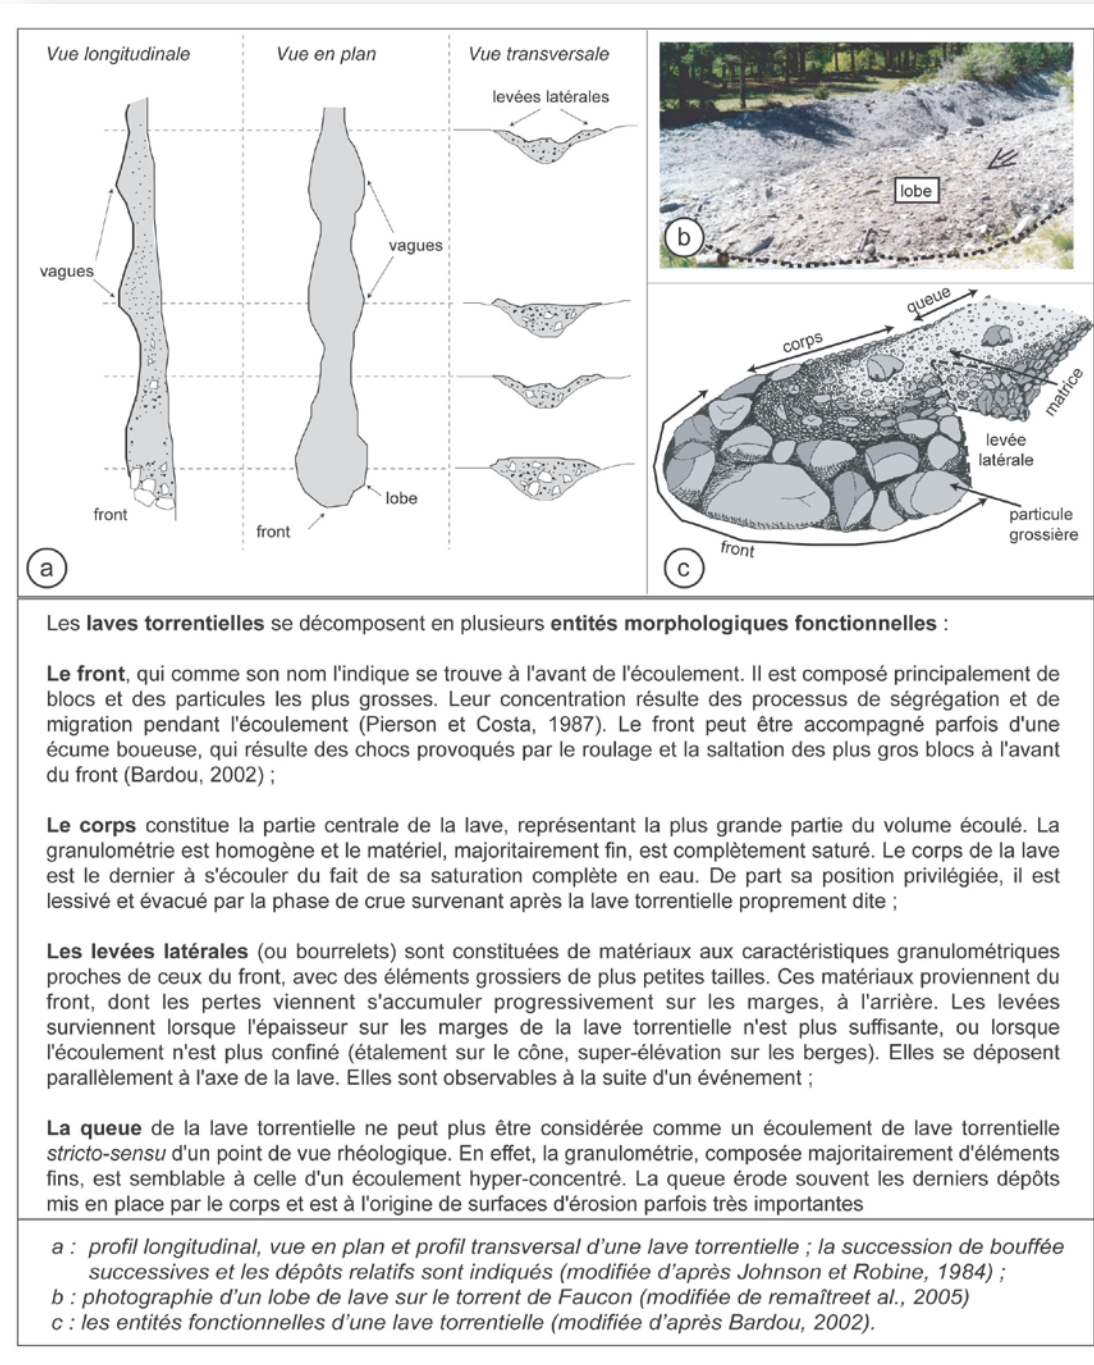 Vue longitudinale
Vue en plan
Vue transversale
levées latérales
vagues
vagues
front
lobe
front
a
lobe
b
queue
corps
matrice
levée
latérale
particule
grossière
front
c
Les laves torrentielles se décomposent en plusieurs entités morphologiques fonctionnelles :
Le front, qui comme son nom l'indique se trouve à l'avant de l'écoulement. Il est composé principalement de
blocs et des particules les plus grosses. Leur concentration résulte des processus de ségrégation et de
migration pendant l'écoulement (Pierson et Costa, 1987). Le front peut être accompagné parfois d'une
écume boueuse, qui résulte des chocs provoqués par le roulage et la saltation des plus gros blocs à l'avant
du front (Bardou, 2002) ;
Le corps constitue la partie centrale de la lave, représentant la plus grande partie du volume écoulé. La
granulométrie est homogène et le matériel, majoritairement fin, est complètement saturé. Le corps de la lave
est le dernier à s'écouler du fait de sa saturation complète en eau. De part sa position privilégiée, il est
lessivé et évacué par la phase de crue survenant après la lave torrentielle proprement dite ;
Les levées latérales (ou bourrelets) sont constituées de matériaux aux caractéristiques granulométriques
proches de ceux du front, avec des éléments grossiers de plus petites tailles. Ces matériaux proviennent du
front, dont les pertes viennent s'accumuler progressivement sur les marges, à l'arrière. Les levées
surviennent lorsque l'épaisseur sur les marges de la lave torrentielle n'est plus suffisante, ou lorsque
l'écoulement n'est plus confiné (étalement sur le cône, super-élévation sur les berges). Elles se déposent
parallèlement à l'axe de la lave. Elles sont observables à la suite d'un événement ;
La queue de la lave torrentielle ne peut plus être considérée comme un écoulement de lave torrentielle
stricto-sensu d'un point de vue rhéologique. En effet, la granulométrie, composée majoritairement d'éléments
fins, est semblable à celle d'un écoulement hyper-concentré. La queue érode souvent les derniers dépôts
mis en place par le corps et est à l'origine de surfaces d'érosion parfois très importantes
a : profil longitudinal, vue en plan et profil transversal d'une lave torrentielle ; la succession de bouffée
successives et les dépôts relatifs sont indiqués (modifiée d'après Johnson et Robine, 1984) ;
b : photographie d'un lobe de lave sur le torrent de Faucon (modifiée de remaîtreet al., 2005)
c : les entités fonctionnelles d'une lave torrentielle (modifiée d'après Bardou, 2002).